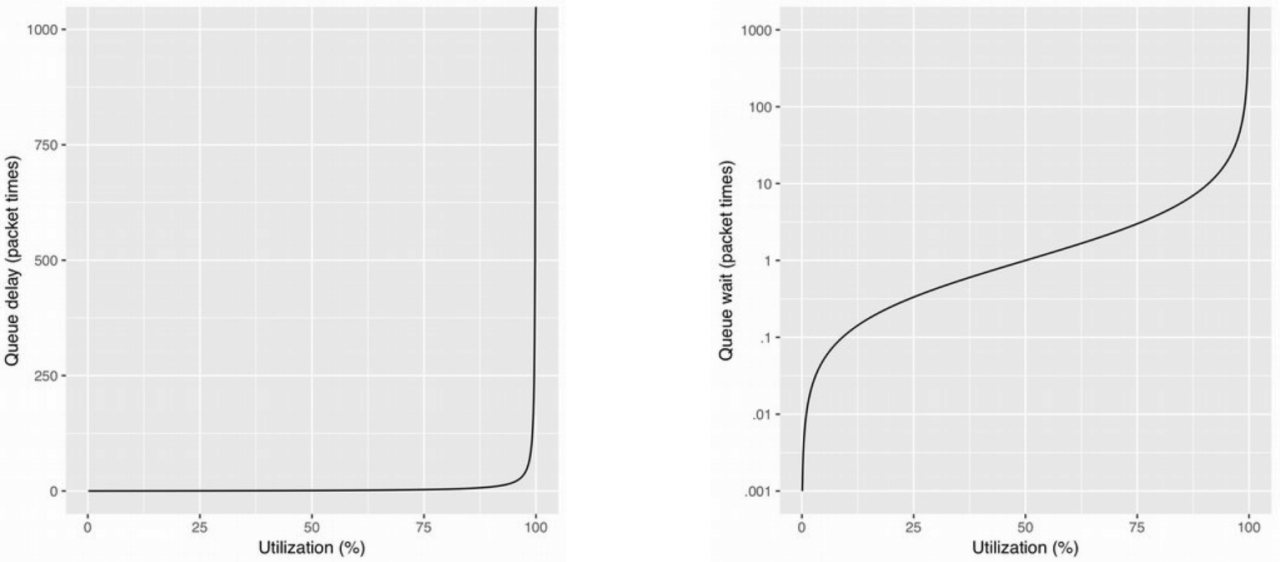 Queue delay (packet times)
1000
750
500
250
0
0 25 50 75 100
Utilization (%)
Queue wait (packet times)
1000
100
10
1
.1
.01
.001
0 25 50 75 100
Utilization (%)